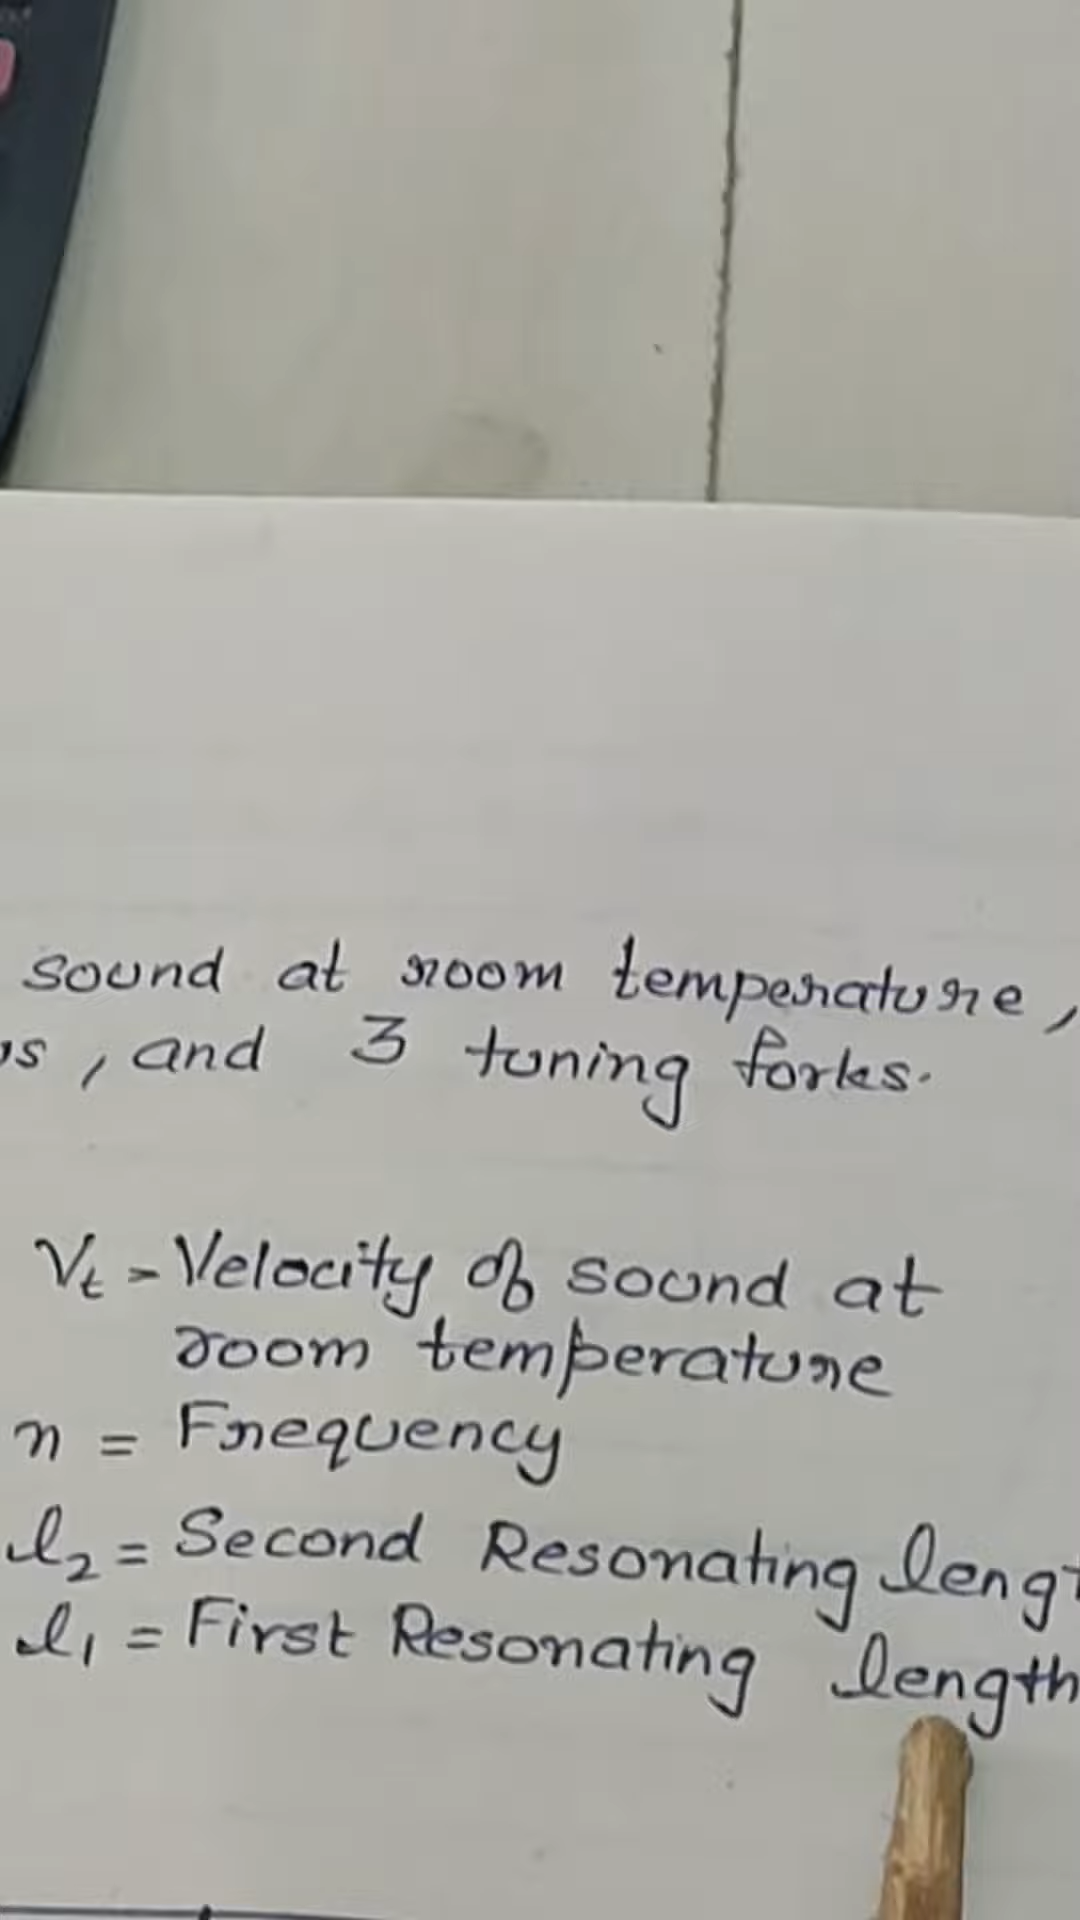 sound at room temperature,
, and 3 tuning forks.
Vt - Velocity of sound at
room temperature
n = Frequency
l2 = Second Resonating lengt
l1 = First Resonating length